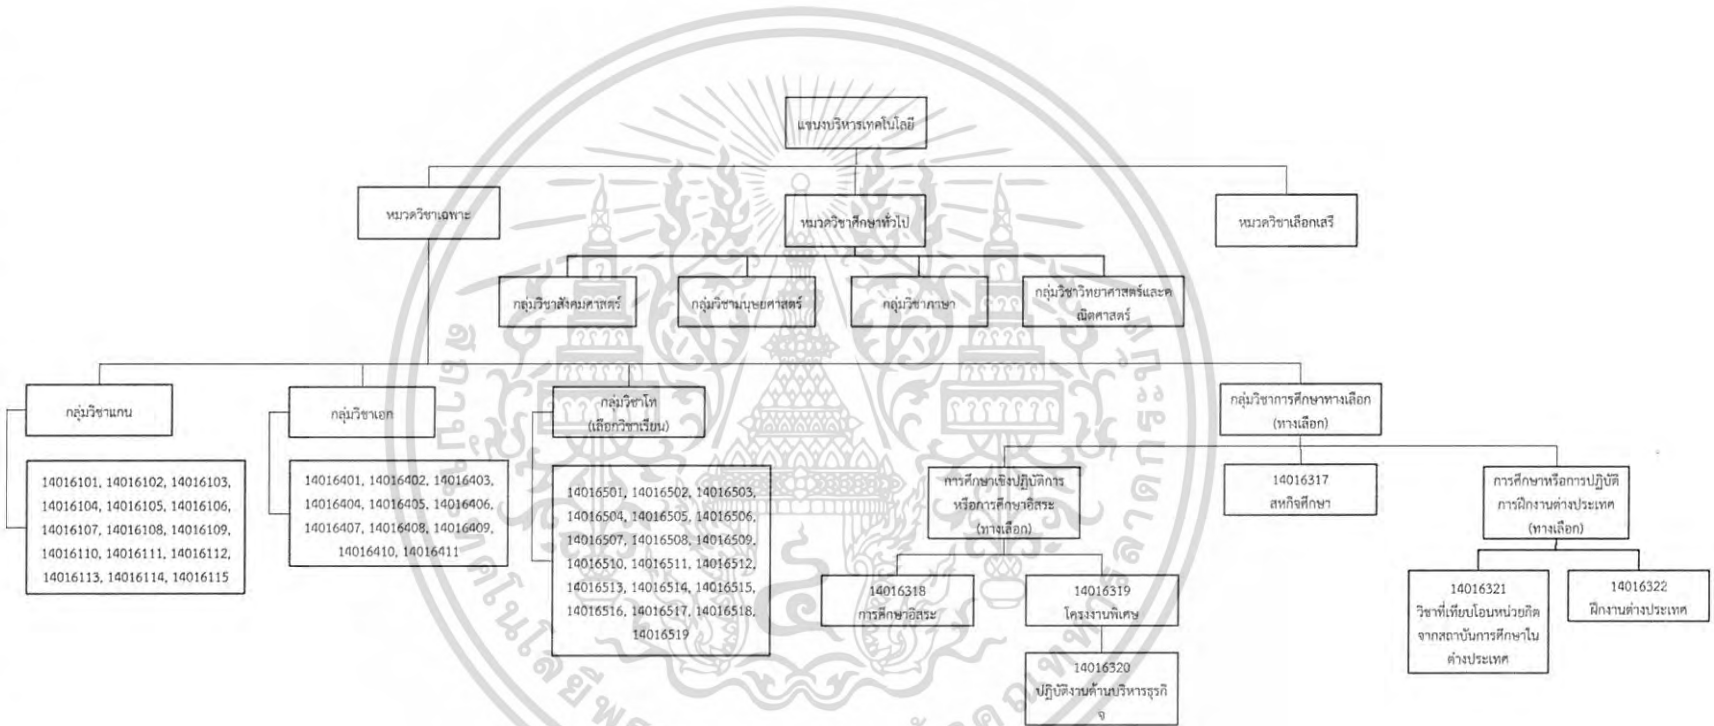 แขนงบริหารเทคโนโลยี
หมวดวิชาเฉพาะ
หมวดวิชาศึกษาทั่วไป
หมวดวิชาเลือกเสรี
กลุ่มวิชาสังคมศาสตร์
กลุ่มวิชามนุษยศาสตร์
กลุ่มวิชาภาษา
กลุ่มวิชาวิทยาศาสตร์และค
ณิตศาสตร์
กลุ่มวิชาแกน
14016101, 14016102, 14016103,
14016104, 14016105, 14016106,
14016107, 14016108, 14016109,
14016110, 14016111, 14016112,
14016113, 14016114, 14016115
กลุ่มวิชาเอก
14016401, 14016402, 14016403,
14016404, 14016405, 14016406,
14016407, 14016408, 14016409,
14016410, 14016411
กลุ่มวิชาโท
(เลือกวิชาเรียน)
14016501, 14016502, 14016503,
14016504, 14016505, 14016506,
14016507, 14016508, 14016509,
14016510, 14016511, 14016512,
14016513, 14016514, 14016515,
14016516, 14016517, 14016518,
14016519
กลุ่มวิชาการศึกษาทางเลือก
(ทางเลือก)
การศึกษาเชิงปฏิบัติการ
หรือการศึกษาอิสระ
(ทางเลือก)
14016318
การศึกษาอิสระ
14016319
โครงงานพิเศษ
14016320
ปฏิบัติงานด้านบริหารธุรกิ
จ
14016317
สหกิจศึกษา
การศึกษาหรือการปฏิบัติ
การฝึกงานต่างประเทศ
(ทางเลือก)
14016321
วิชาที่เทียบโอนหน่วยกิต
จากสถาบันการศึกษาใน
ต่างประเทศ
14016322
ฝึกงานต่างประเทศ